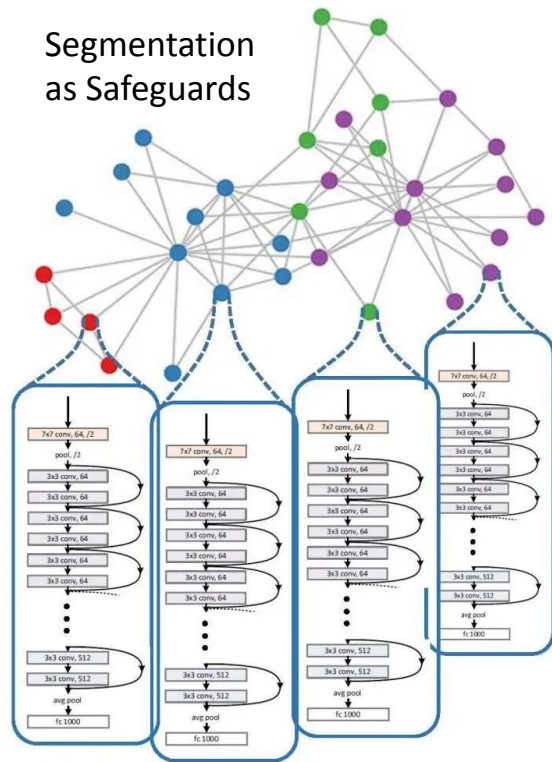 Segmentation
as Safeguards
7x7 conv, 64, /2
pool, /2
3x3 conv, 64
3x3 conv, 64
3x3 conv, 64
3x3 conv, 64
3x3 conv, 64
3x3 conv, 64
3x3 conv, 512
3x3 conv, 512
avg pool
fc 1000
7x7 conv, 64, /2
pool, /2
3x3 conv, 64
3x3 conv, 64
3x3 conv, 64
3x3 conv, 64
3x3 conv, 64
3x3 conv, 64
3x3 conv, 512
3x3 conv, 512
avg pool
fc 1000
7x7 conv, 64, /2
pool, /2
3x3 conv, 64
3x3 conv, 64
3x3 conv, 64
3x3 conv, 64
3x3 conv, 64
3x3 conv, 64
3x3 conv, 512
3x3 conv, 512
avg pool
fc 1000
7x7 conv, 64, /2
pool, /2
3x3 conv, 64
3x3 conv, 64
3x3 conv, 64
3x3 conv, 64
3x3 conv, 64
3x3 conv, 64
3x3 conv, 512
3x3 conv, 512
avg pool
fc 1000